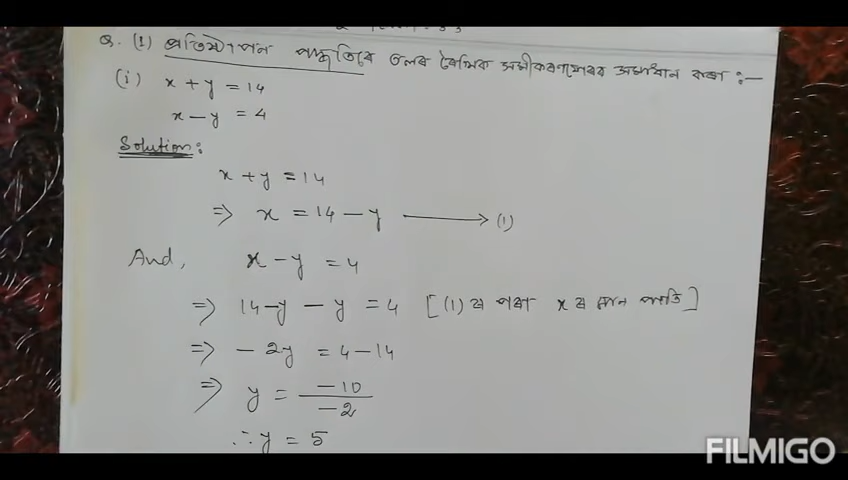 Q. (1) প্ৰতিষ্ঠাপন পদ্ধতিৰে তলৰ ৰৈখিক সমীকৰণযোৰৰ সমাধান কৰা :—
(i) x + y = 14
x - y = 4
Solution:
x + y = 14
⇒ x = 14 - y ⟶ (1)
And, x - y = 4
⇒ 14 - y - y = 4 [(1) ৰ পৰা x ৰ মান]
⇒ - 2y = 4 - 14
⇒ y = -10 / -2
∴ y = 5
FILMIGO